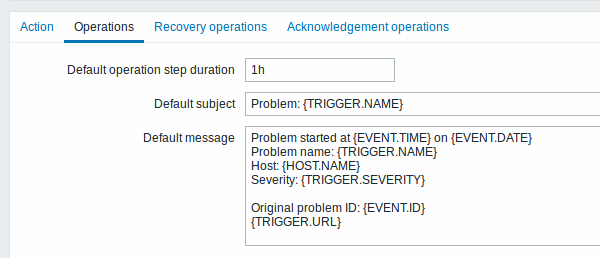 Action Operations Recovery operations Acknowledgement operations
Default operation step duration 1h
Default subject Problem: {TRIGGER.NAME}
Default message Problem started at {EVENT.TIME} on {EVENT.DATE}
Problem name: {TRIGGER.NAME}
Host: {HOST.NAME}
Severity: {TRIGGER.SEVERITY}
Original problem ID: {EVENT.ID}
{TRIGGER.URL}